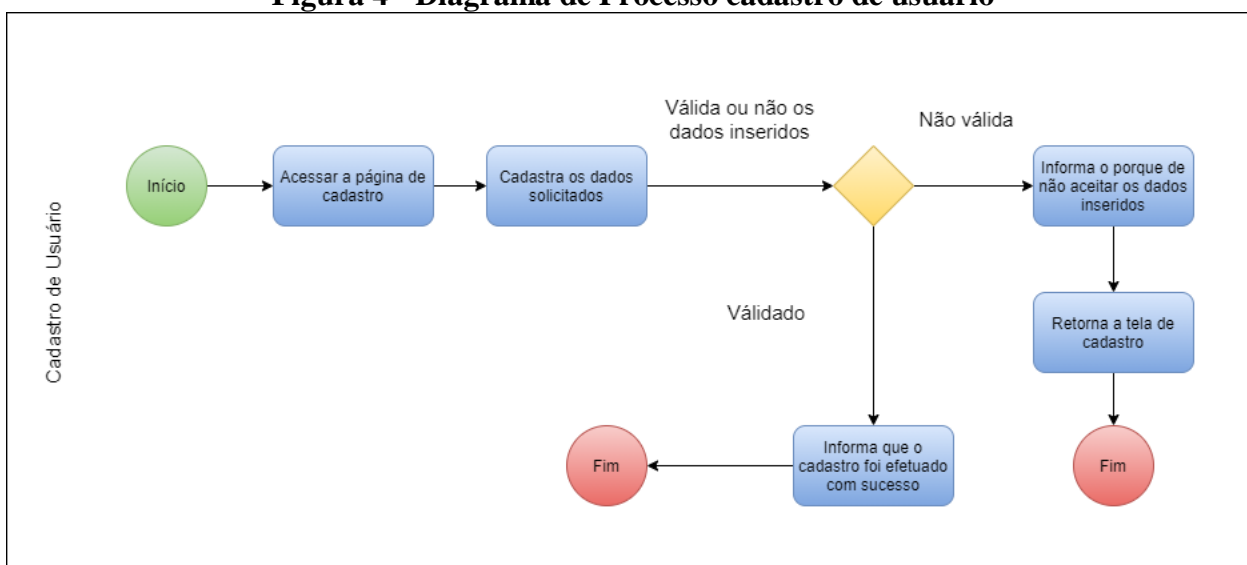 Figura 4 - Diagrama de Processo cadastro de usuário
Cadastro de Usuário
Início
Acessar a página de
cadastro
Cadastra os dados
solicitados
Válida ou não os
dados inseridos
Não válida
Informa o porque de
não aceitar os dados
inseridos
Retorna a tela de
cadastro
Fim
Válidado
Informa que o
cadastro foi efetuado
com sucesso
Fim